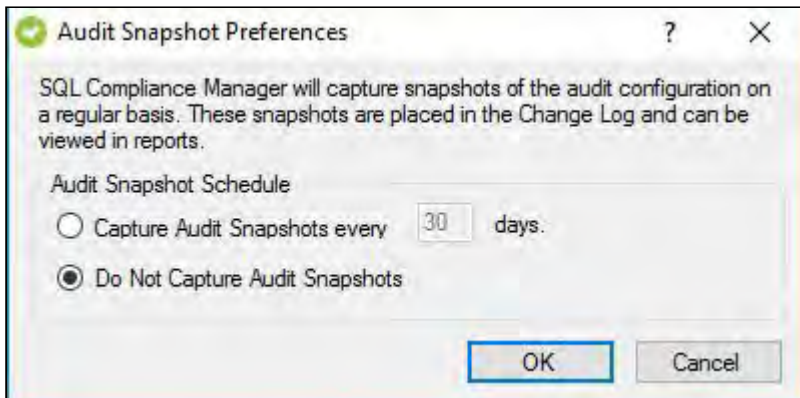 Audit Snapshot Preferences
?
SQL Compliance Manager will capture snapshots of the audit configuration on
a regular basis. These snapshots are placed in the Change Log and can be
viewed in reports.
Audit Snapshot Schedule
Capture Audit Snapshots every 30 days.
Do Not Capture Audit Snapshots
OK Cancel